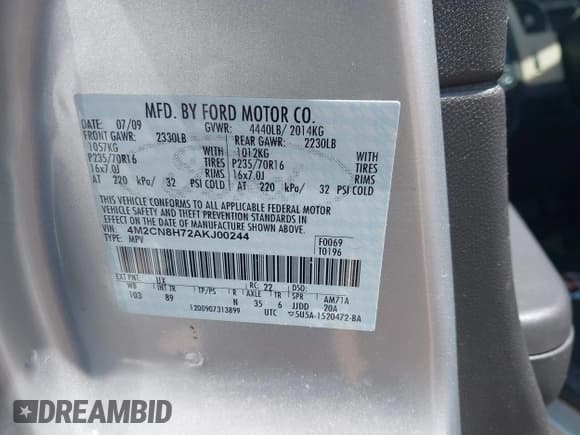 MFD. BY FORD MOTOR CO.
DATE: 07/09 GVWR: 4440LB/ 2014KG
FRONT GAWR: 2330LB REAR GAWR: 2230LB
1057KG WITH 1012KG WITH
P235/70R16 TIRES P235/70R16 TIRES
16x7.0J RIMS 16x7.0J RIMS
AT 220 kPa/ 32 PSI COLD AT 220 kPa/ 32 PSI COLD
THIS VEHICLE CONFORMS TO ALL APPLICABLE FEDERAL MOTOR
VEHICLE SAFETY, BUMPER, AND THEFT PREVENTION STANDARDS IN
EFFECT ON THE DATE OF MANUFACTURE SHOWN ABOVE.
VIN: 4M2CN8H72AKJ00244
TYPE: MPV
F0069
T0196
EXT PNT: UX RC: 22 DSO:
WB INT TR TP/PS R AXLE TR SPR AM71A
103 89 N 35 6 JJDD 20A
12D0907313899 UTC 5U5A-1520472-BA
DREAMBID